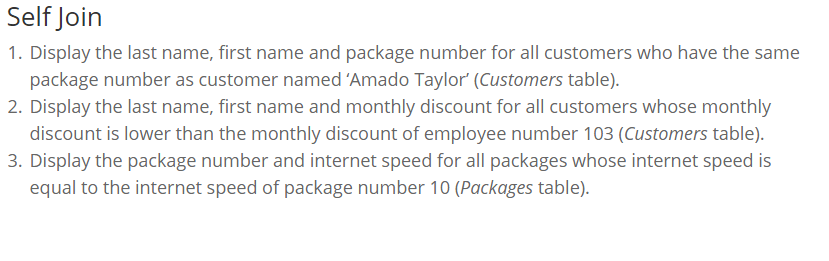 Self Join
1. Display the last name, first name and package number for all customers who have the same
package number as customer named ‘Amado Taylor’ (Customers table).
2. Display the last name, first name and monthly discount for all customers whose monthly
discount is lower than the monthly discount of employee number 103 (Customers table).
3. Display the package number and internet speed for all packages whose internet speed is
equal to the internet speed of package number 10 (Packages table).